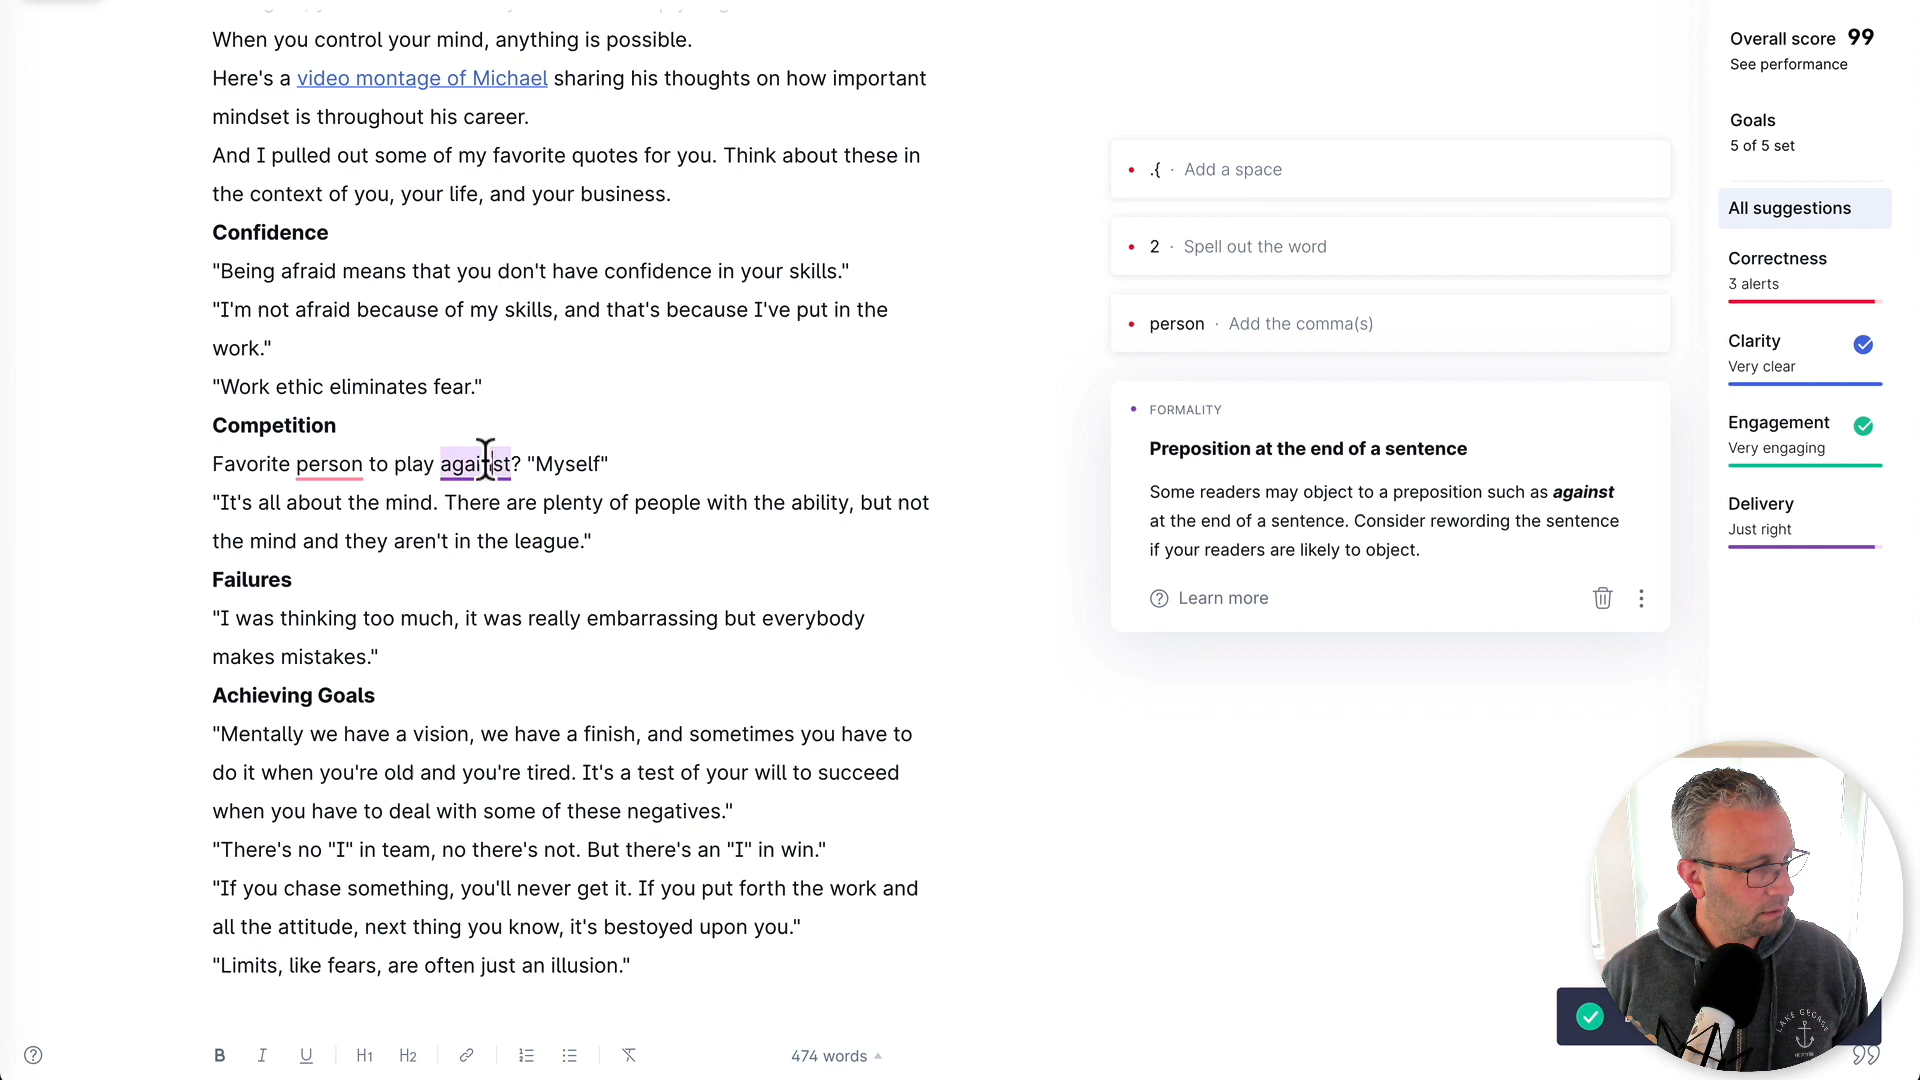 When you control your mind, anything is possible.
Here's a video montage of Michael sharing his thoughts on how important
mindset is throughout his career.
And I pulled out some of my favorite quotes for you. Think about these in
the context of you, your life, and your business.
Confidence
"Being afraid means that you don't have confidence in your skills."
"I'm not afraid because of my skills, and that's because I've put in the
work."
"Work ethic eliminates fear."
Competition
Favorite person to play against? "Myself"
"It's all about the mind. There are plenty of people with the ability, but not
the mind and they aren't in the league."
Failures
"I was thinking too much, it was really embarrassing but everybody
makes mistakes."
Achieving Goals
"Mentally we have a vision, we have a finish, and sometimes you have to
do it when you're old and you're tired. It's a test of your will to succeed
when you have to deal with some of these negatives."
"There's no "I" in team, no there's not. But there's an "I" in win."
"If you chase something, you'll never get it. If you put forth the work and
all the attitude, next thing you know, it's bestoyed upon you."
"Limits, like fears, are often just an illusion."
B I U H1 H2
474 words
.{ · Add a space
2 · Spell out the word
person · Add the comma(s)
FORMALITY
Preposition at the end of a sentence
Some readers may object to a preposition such as against
at the end of a sentence. Consider rewording the sentence
if your readers are likely to object.
Learn more
Overall score 99
See performance
Goals
5 of 5 set
All suggestions
Correctness
3 alerts
Clarity
Very clear
Engagement
Very engaging
Delivery
Just right
LAKE GEORGE